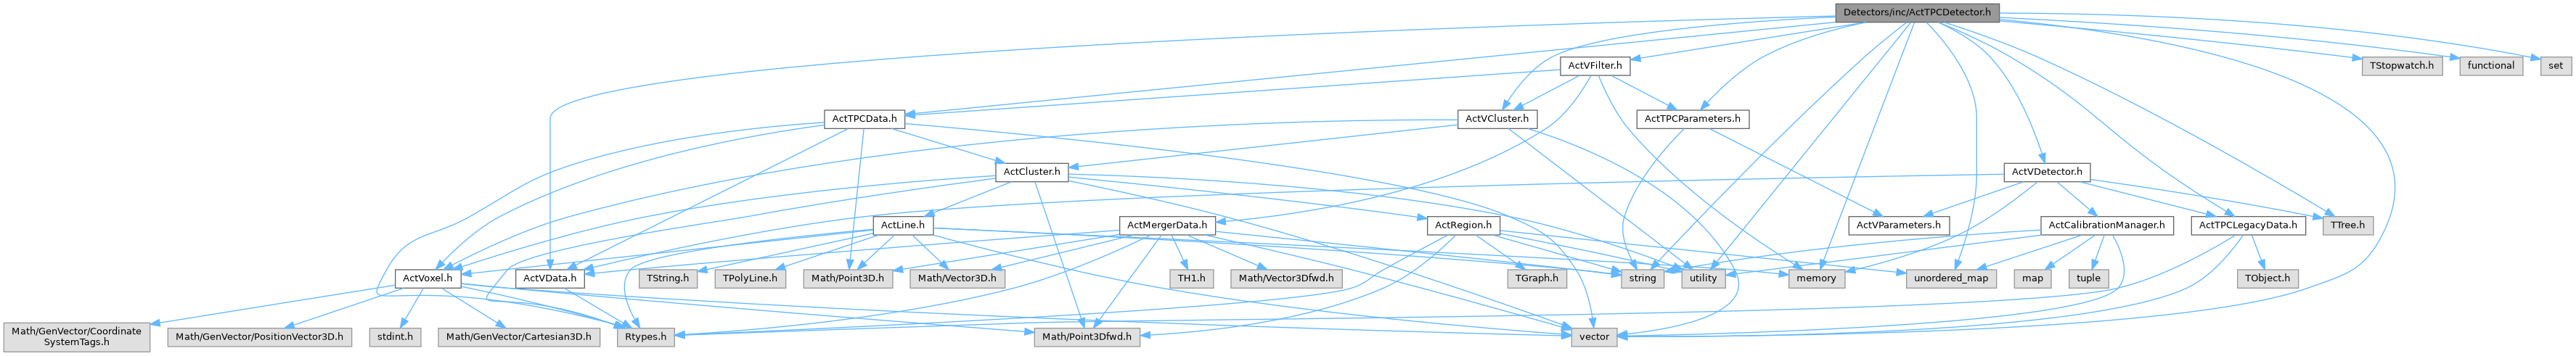 Detectors/inc/ActTPCDetector.h
ActVFilter.h
TStopwatch.h
functional
set
ActTPCData.h
ActVCluster.h
ActTPCParameters.h
ActCluster.h
ActVDetector.h
ActLine.h
ActMergerData.h
ActRegion.h
ActVParameters.h
ActCalibrationManager.h
ActTPCLegacyData.h
TTree.h
ActVoxel.h
ActVData.h
TString.h
TPolyLine.h
Math/Point3D.h
Math/Vector3D.h
TH1.h
Math/Vector3Dfwd.h
TGraph.h
string
utility
memory
unordered_map
map
tuple
TObject.h
Math/GenVector/Coordinate
SystemTags.h
Math/GenVector/PositionVector3D.h
stdint.h
Math/GenVector/Cartesian3D.h
Rtypes.h
Math/Point3Dfwd.h
vector